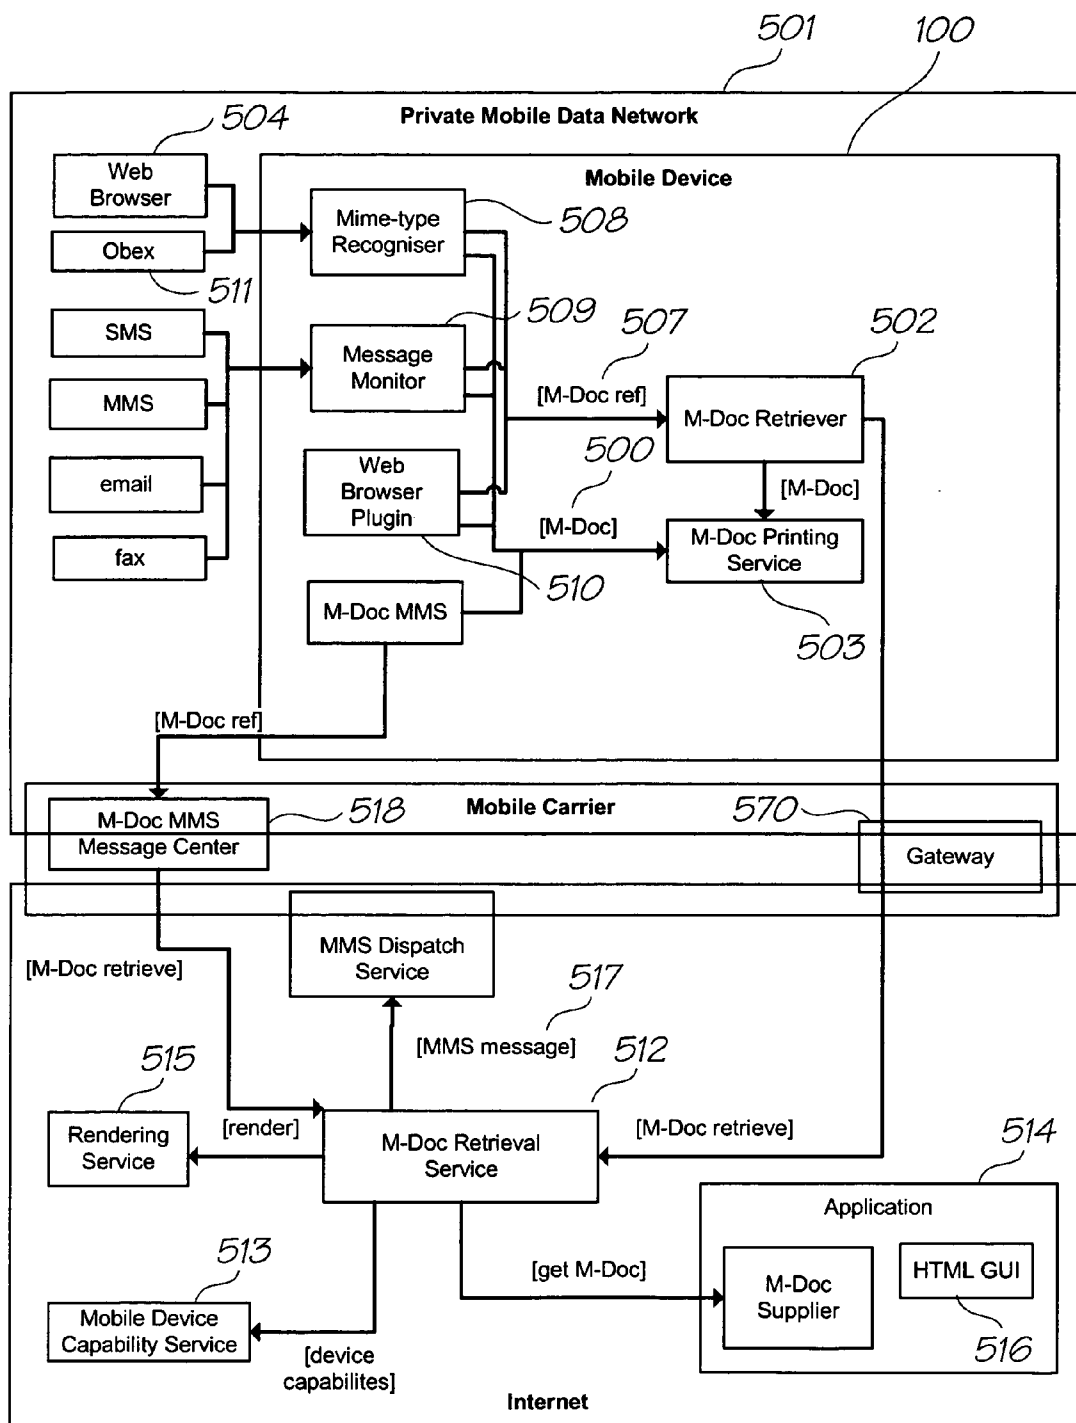 501
100
Private Mobile Data Network
504
Web
Browser
Obex
511
SMS
MMS
email
fax
Mobile Device
Mime-type
Recogniser
508
509
Message
Monitor
507
[M-Doc ref]
502
M-Doc Retriever
500
[M-Doc]
[M-Doc]
Web
Browser
Plugin
510
M-Doc Printing
Service
503
M-Doc MMS
[M-Doc ref]
Mobile Carrier
M-Doc MMS
Message Center
518
570
Gateway
MMS Dispatch
Service
[M-Doc retrieve]
517
[MMS message]
512
515
Rendering
Service
[render]
M-Doc Retrieval
Service
[M-Doc retrieve]
514
Application
513
Mobile Device
Capability Service
[device
capabilites]
[get M-Doc]
M-Doc
Supplier
HTML GUI
516
Internet